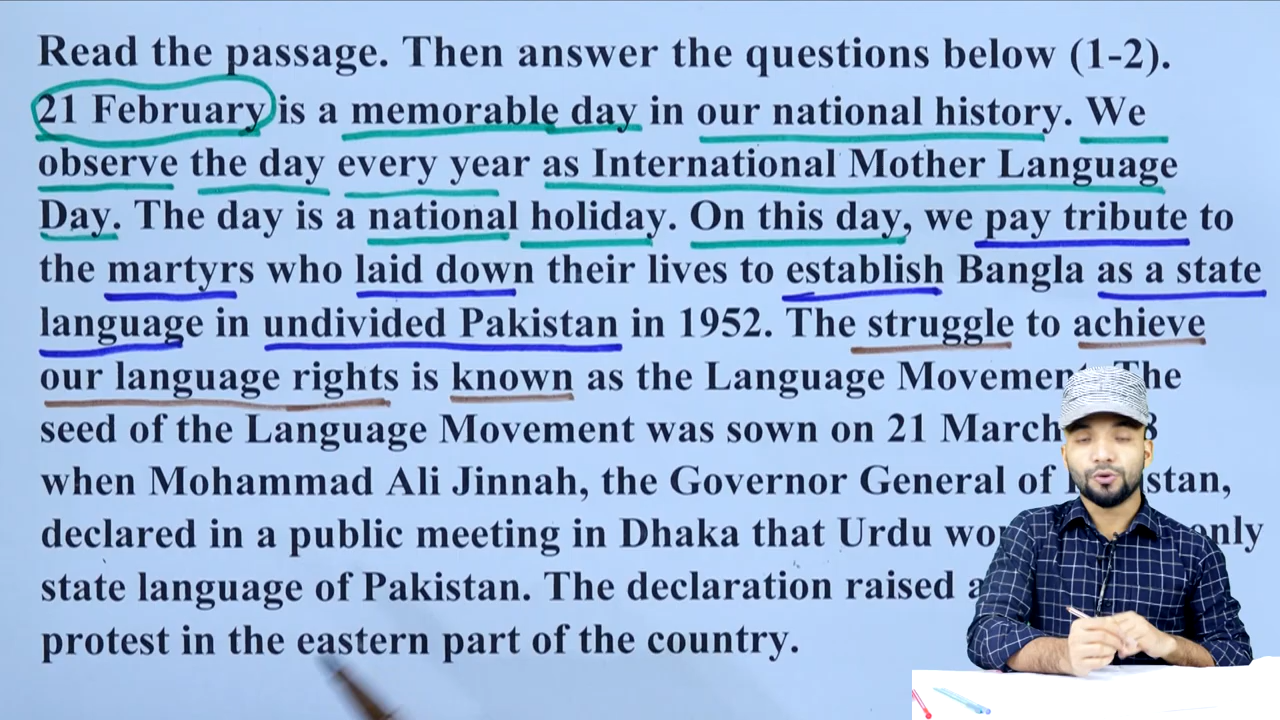 Read the passage. Then answer the questions below (1-2).
21 February is a memorable day in our national history. We
observe the day every year as International Mother Language
Day. The day is a national holiday. On this day, we pay tribute to
the martyrs who laid down their lives to establish Bangla as a state
language in undivided Pakistan in 1952. The struggle to achieve
our language rights is known as the Language Movement. The
seed of the Language Movement was sown on 21 March
when Mohammad Ali Jinnah, the Governor General of
declared in a public meeting in Dhaka that Urdu only
state language of Pakistan. The declaration raised
protest in the eastern part of the country.